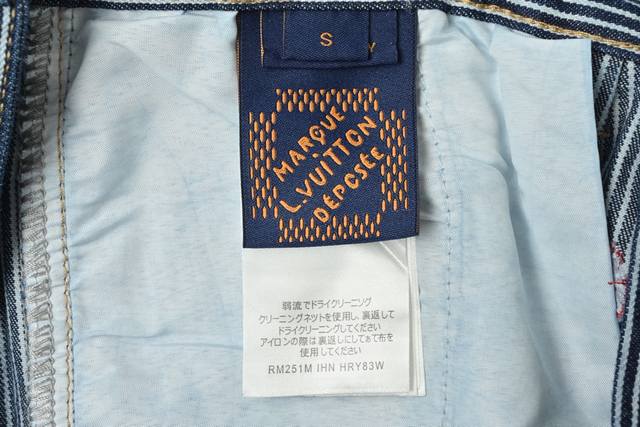 S
Y
MARQUE
L.VUITTON
DÉPOSÉE
弱流でドライクリーニング
クリーニングネットを使用し、裏返して
ドライクリーニングしてください
アイロンの際は裏返しにしてあて布を
使用してください
RM251M IHN HRY83W